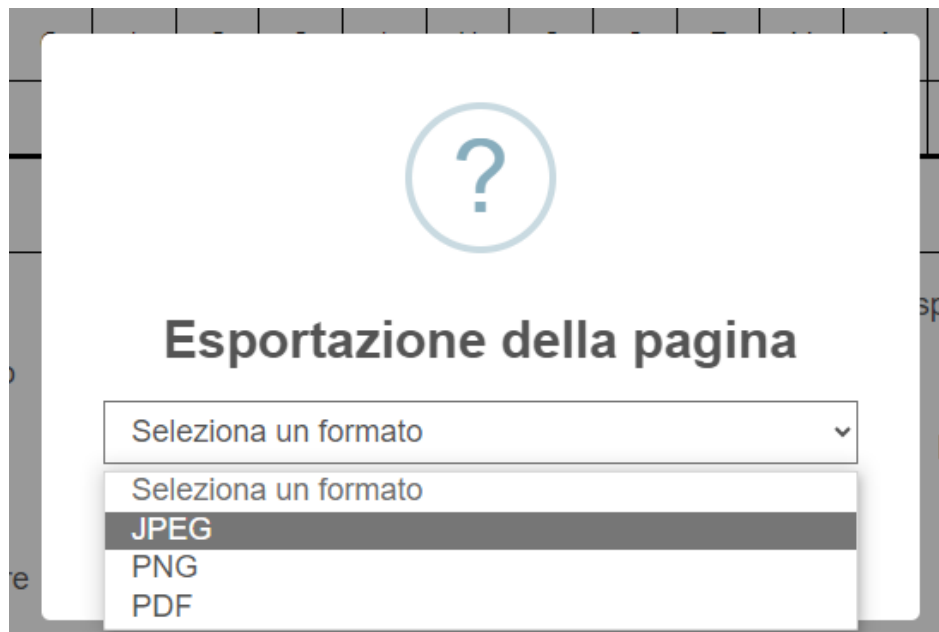 ?
Esportazione della pagina
Seleziona un formato
Seleziona un formato
JPEG
PNG
PDF